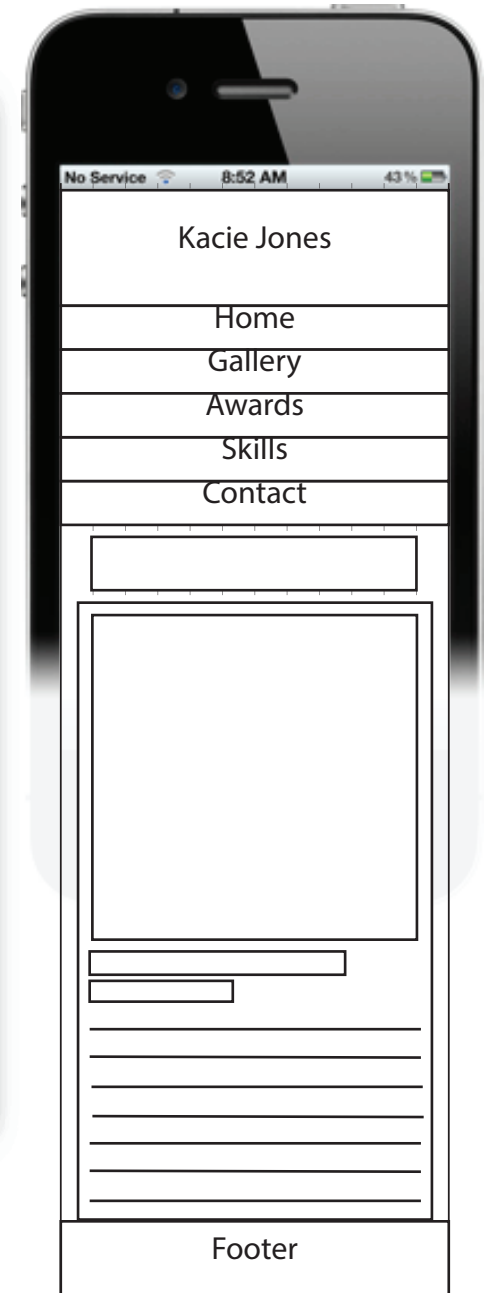 No Service 8:52 AM 43%
Kacie Jones
Home
Gallery
Awards
Skills
Contact
Footer